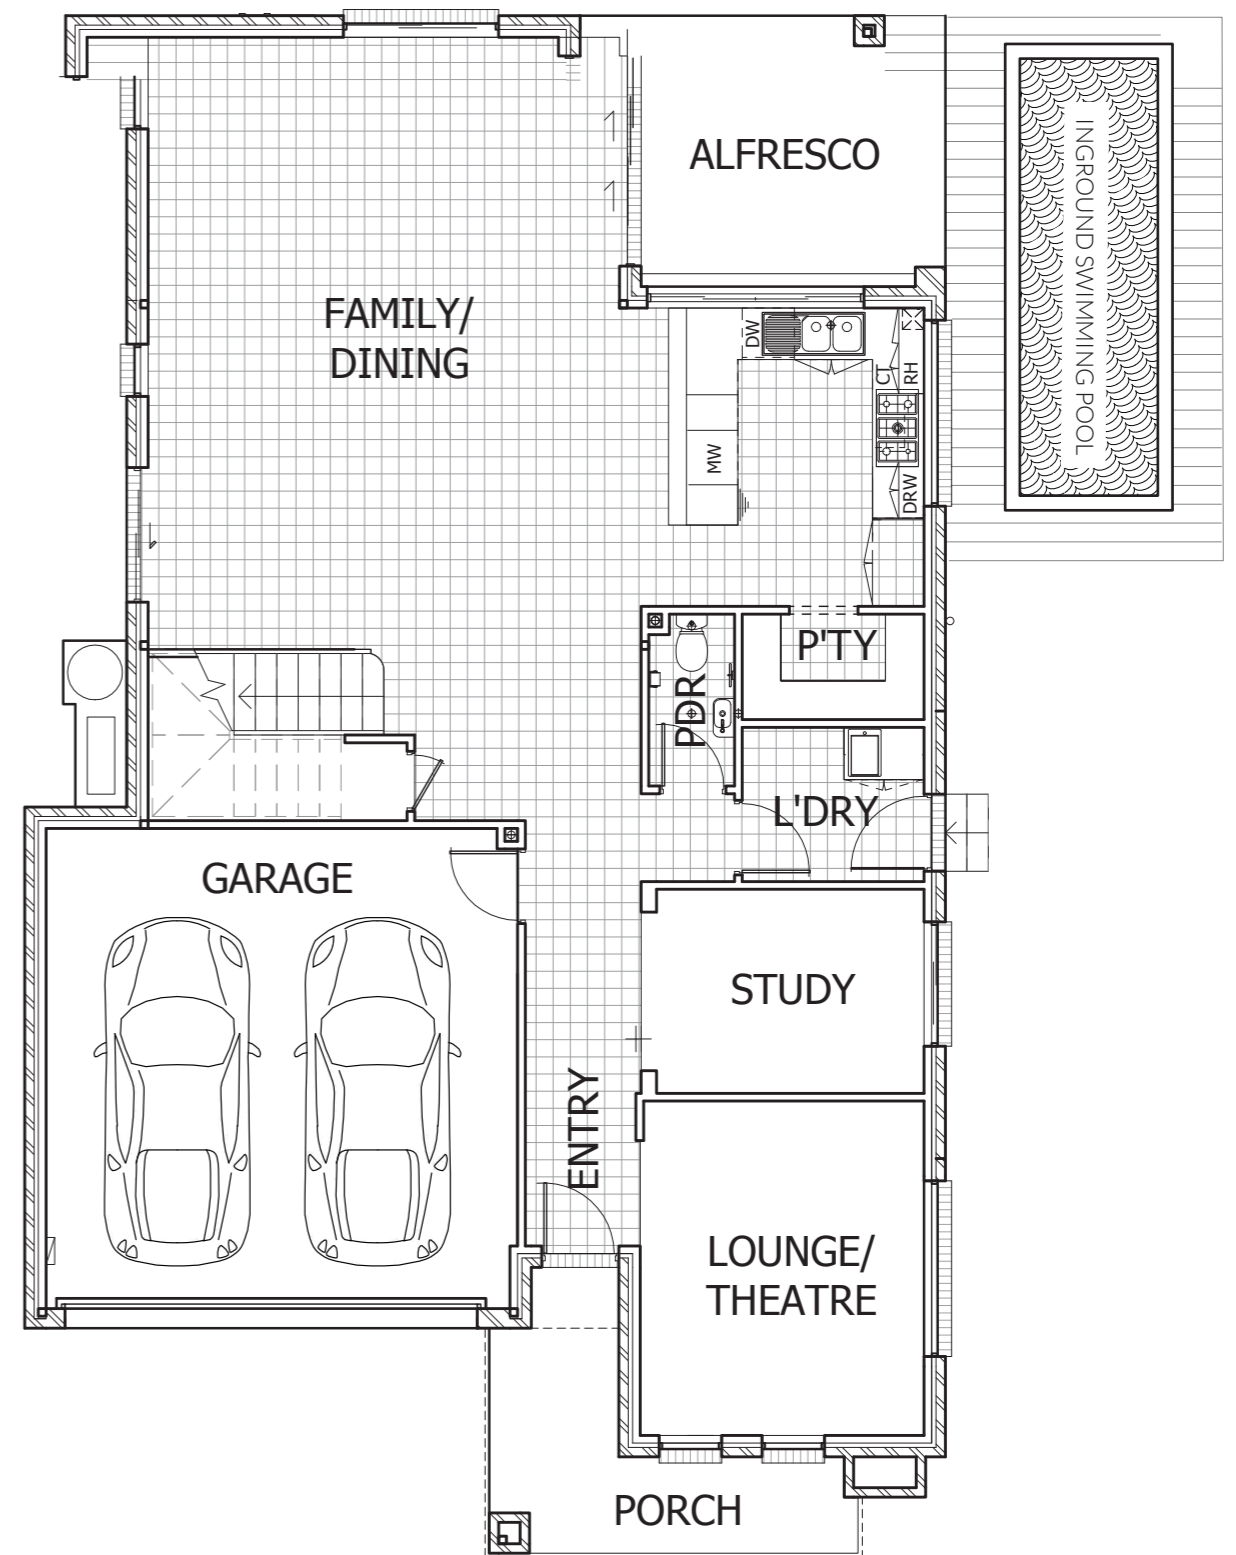 ALFRESCO
INGROUND SWIMMING POOL
FAMILY/
DINING
DW
CT
RH
MW
DRW
P'TY
PDR
L'DRY
GARAGE
STUDY
ENTRY
LOUNGE/
THEATRE
PORCH